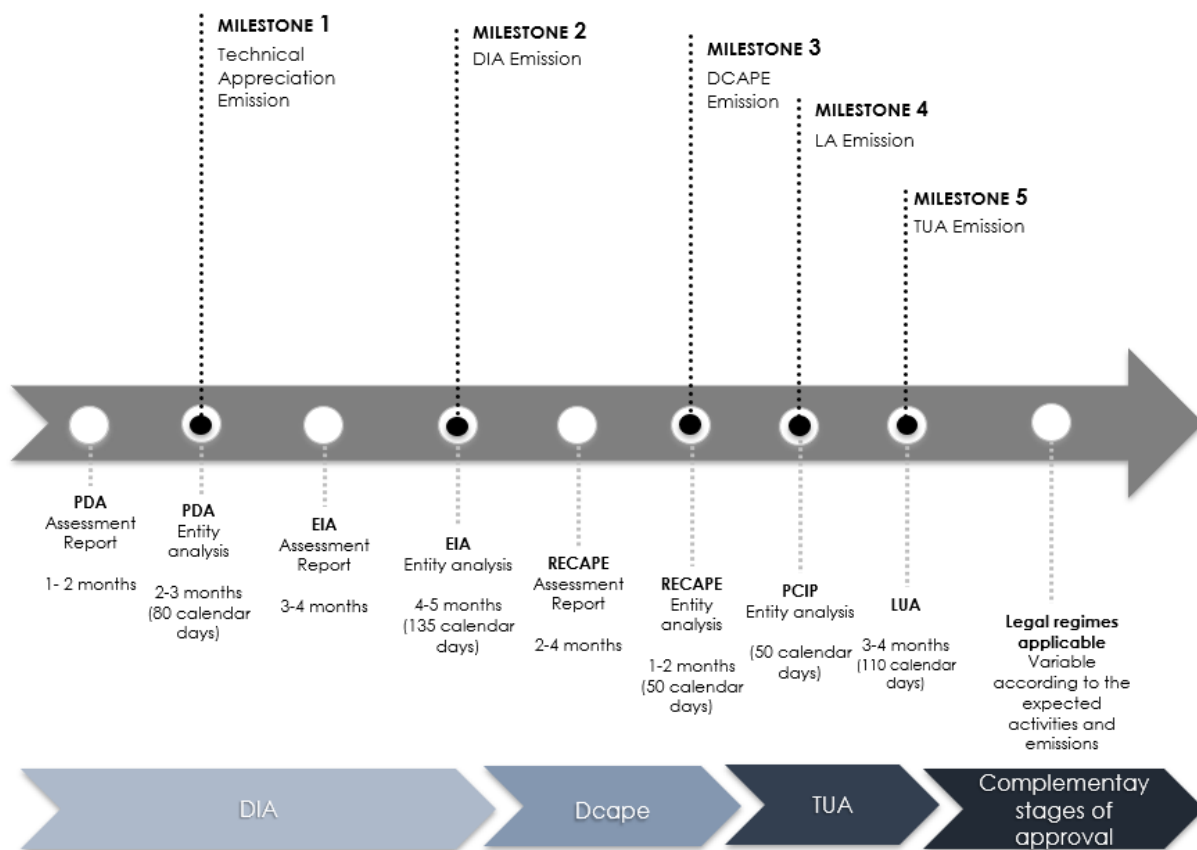 MILESTONE 1
Technical
Appreciation
Emission
MILESTONE 2
DIA Emission
MILESTONE 3
DCAPE
Emission
MILESTONE 4
LA Emission
MILESTONE 5
TUA Emission
PDA
Assessment
Report
1- 2 months
PDA
Entity
analysis
2-3 months
(80 calendar
days)
EIA
Assessment
Report
3-4 months
EIA
Entity analysis
4-5 months
(135 calendar
days)
RECAPE
Assessment
Report
2-4 months
RECAPE
Entity
analysis
1-2 months
(50 calendar
days)
PCIP
Entity analysis
(50 calendar
days)
LUA
3-4 months
(110 calendar
days)
Legal regimes
applicable
Variable
according to the
expected
activities and
emissions
DIA
Dcape
TUA
Complementay
stages of
approval